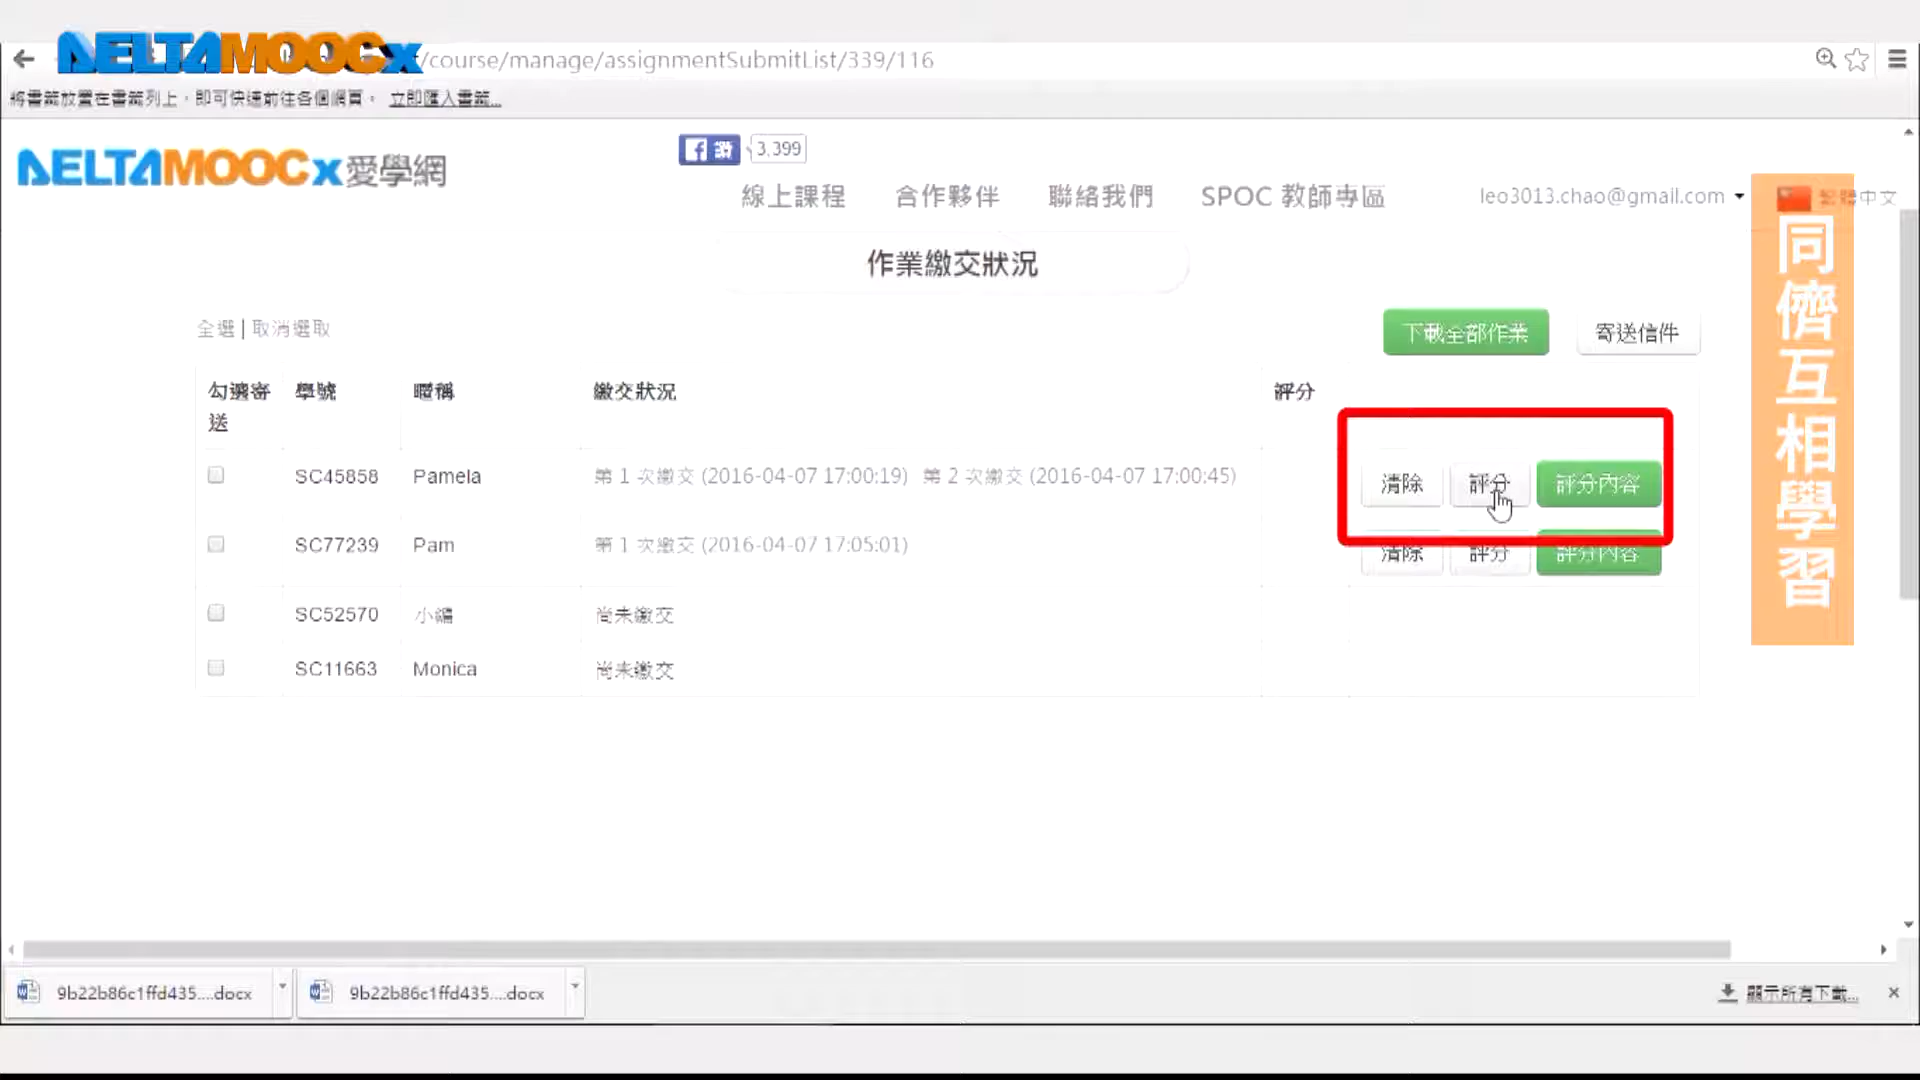 DELTAMOOCx
/course/manage/assignmentSubmitList/339/116
將書籤放置在書籤列上，即可快速前往各個網頁。 立即匯入書籤...
DELTAMOOCx愛學網
讚 3,399
線上課程 合作夥伴 聯絡我們 SPOC 教師專區 leo3013.chao@gmail.com 繁體中文
作業繳交狀況
全選 | 取消選取
下載全部作業 寄送信件
勾選寄送 學號 暱稱 繳交狀況 評分
SC45858 Pamela 第 1 次繳交 (2016-04-07 17:00:19) 第 2 次繳交 (2016-04-07 17:00:45) 清除 評分 評分內容
SC77239 Pam 第 1 次繳交 (2016-04-07 17:05:01) 清除 評分 評分內容
SC52570 小編 尚未繳交
SC11663 Monica 尚未繳交
同儕互相學習
9b22b86c1ffd435....docx 9b22b86c1ffd435....docx 顯示所有下載...